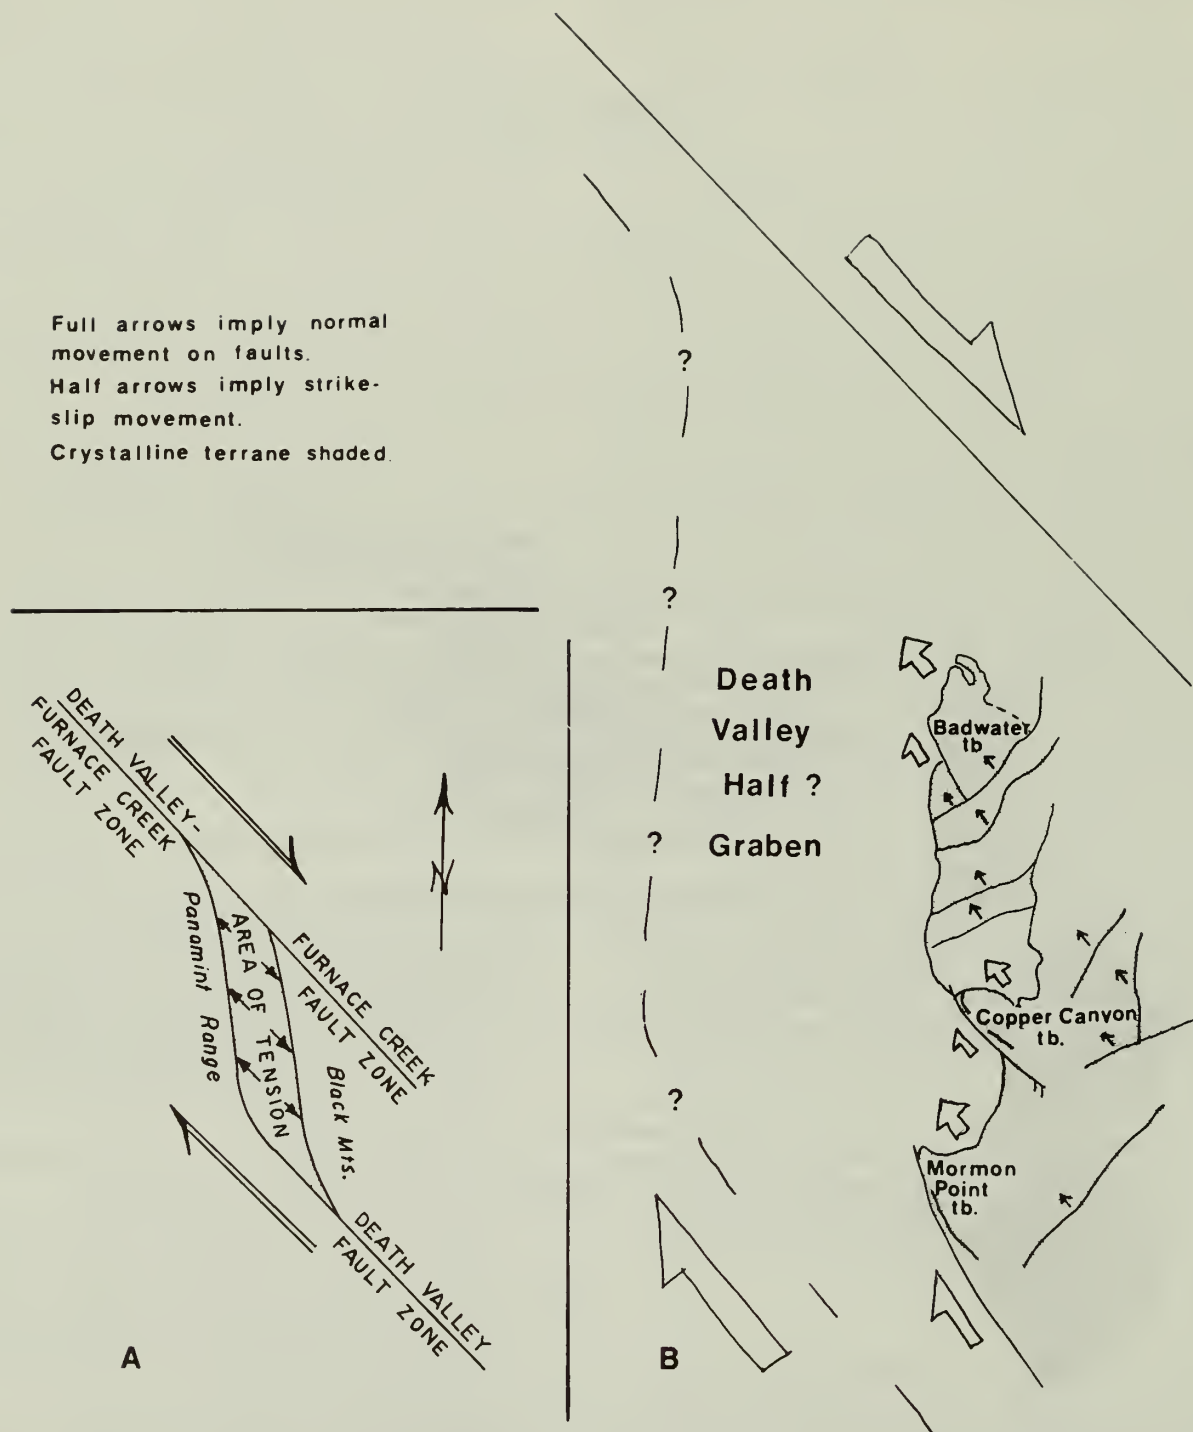 Full arrows imply normal
movement on faults.
Half arrows imply strike-
slip movement.
Crystalline terrane shaded.
DEATH VALLEY-
FURNACE CREEK
FAULT ZONE
N
Panamint Range
AREA OF TENSION
FURNACE CREEK
FAULT ZONE
Black Mts.
DEATH VALLEY
FAULT ZONE
A
?
?
Death
Valley
Half ?
Graben
?
?
Badwater
tb
Copper Canyon
tb.
Mormon
Point
tb.
B